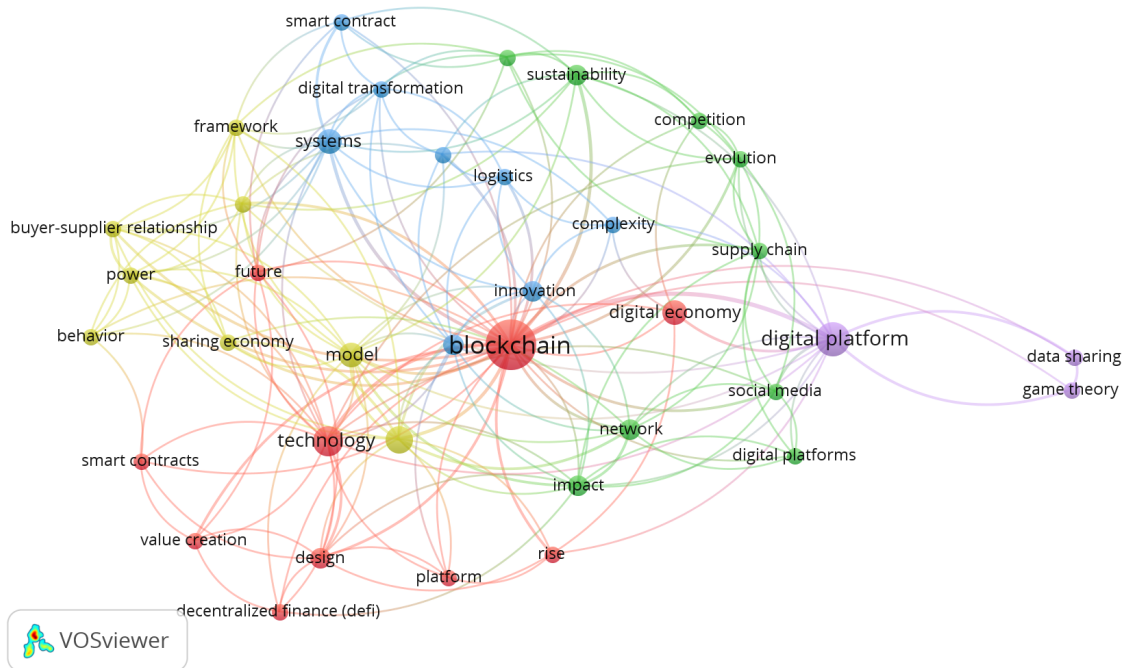 smart contract
sustainability
digital transformation
competition
framework
systems
evolution
logistics
complexity
buyer-supplier relationship
supply chain
future
power
innovation
digital economy
behavior
sharing economy
model
blockchain
digital platform
data sharing
game theory
social media
technology
network
digital platforms
smart contracts
impact
value creation
design
rise
platform
decentralized finance (defi)
VOSviewer